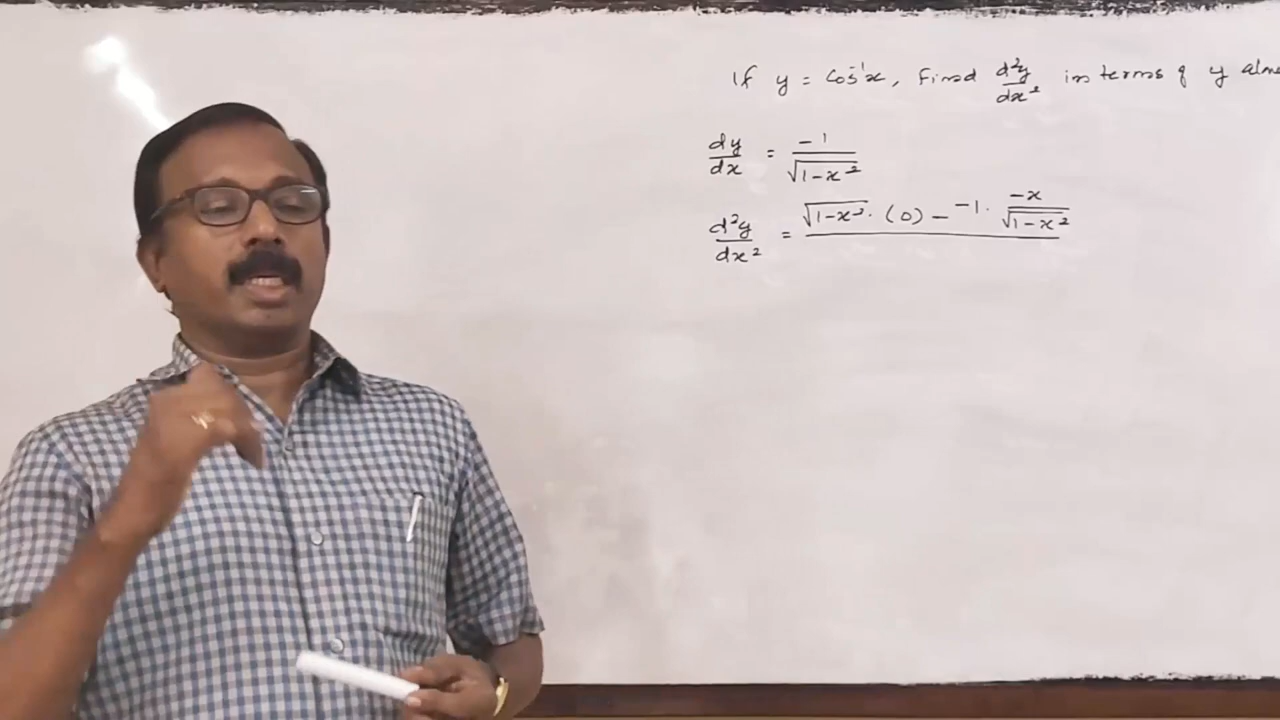 If y = Cos⁻¹x, Find d²y/dx² in terms of y
dy/dx = -1/√(1-x²)
d²y/dx² = √(1-x²) · (0) - -1 · -x/√(1-x²)